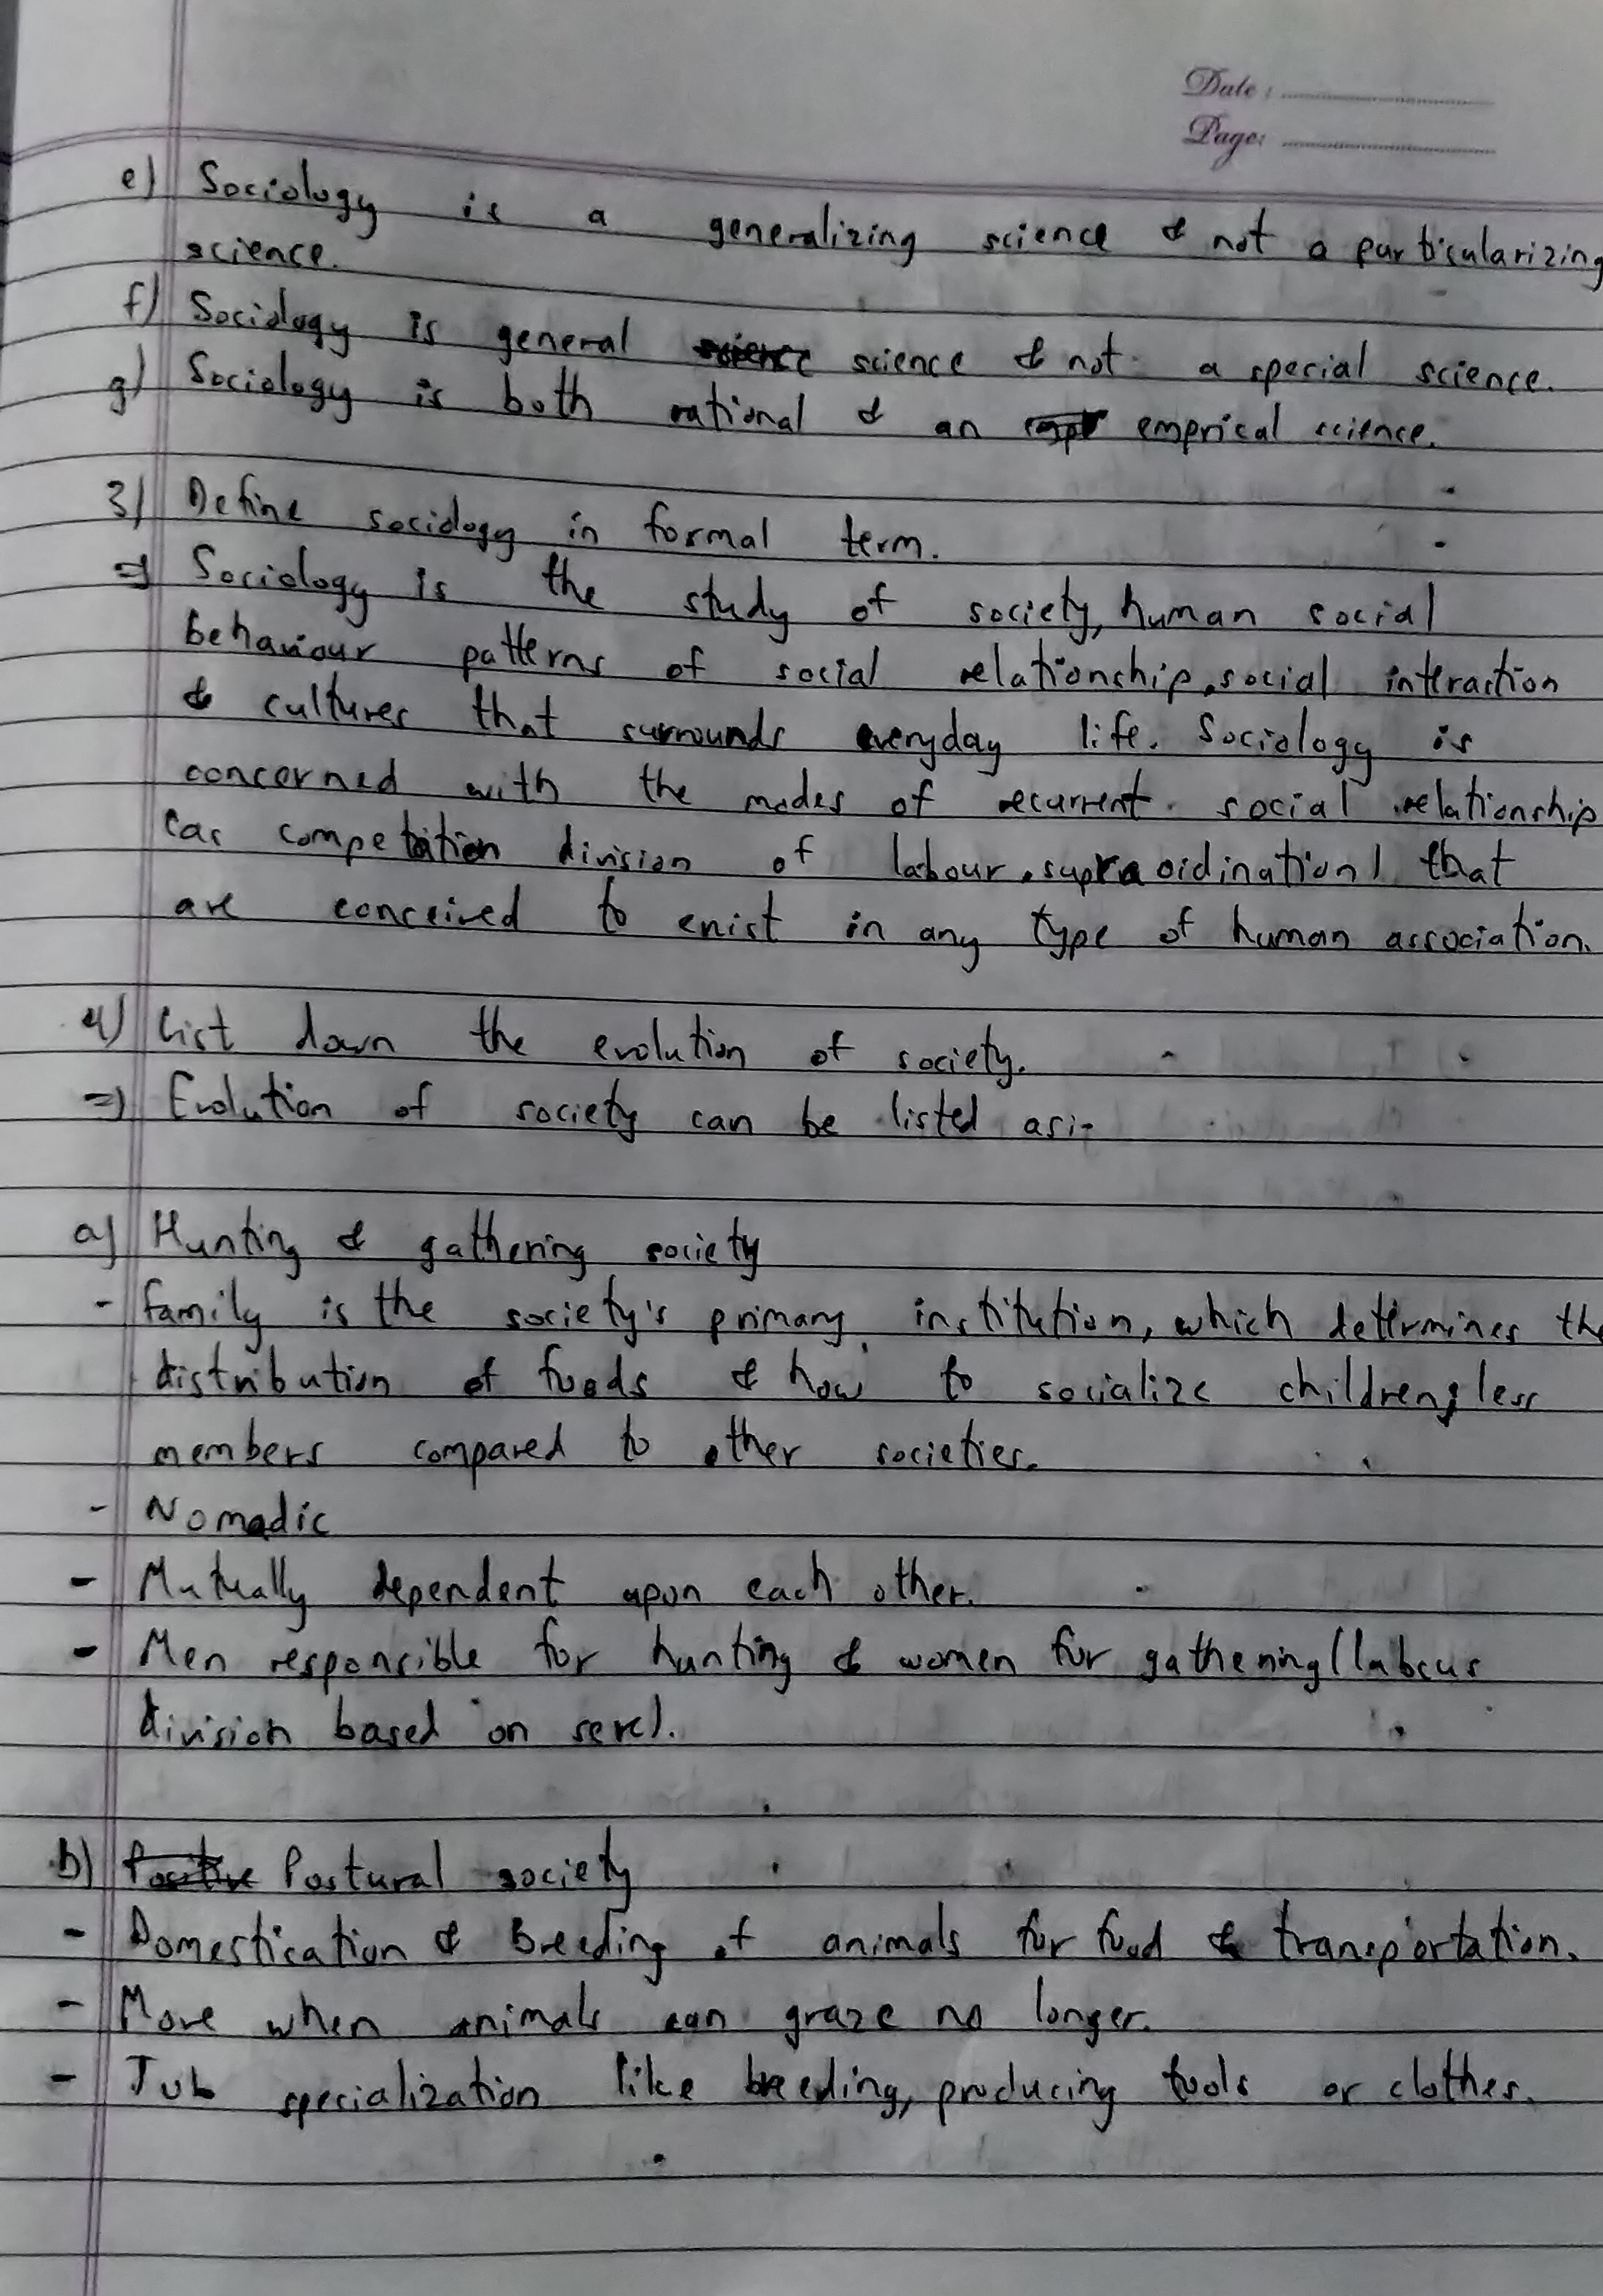 Date :
Page:
e) Sociology is a generalizing science & not a particularizing
science.
f) Sociology is general science science & not a special science.
g) Sociology is both rational & an emprical science.
3) Define sociology in formal term.
=> Sociology is the study of society, human social
behaviour patterns of social relationship, social interaction
& cultures that surrounds everyday life. Sociology is
concerned with the modes of recurrent social relationship
(as competation division of labour, supra oidination) that
are conceived to exist in any type of human association.
4) List down the evolution of society.
=> Evolution of society can be listed as:-
a) Hunting & gathering society
- family is the society's primary institution, which determines the
distribution of foods & how to socialize children; less
members compared to other societies.
- Nomadic
- Mutually dependent upon each other.
- Men responsible for hunting & women for gathering (labour
division based on sex).
b) Positive Postural society
- Domestication & breeding of animals for food & transportation.
- Move when animals can graze no longer.
- Job specialization like breeding, producing tools or clothes.